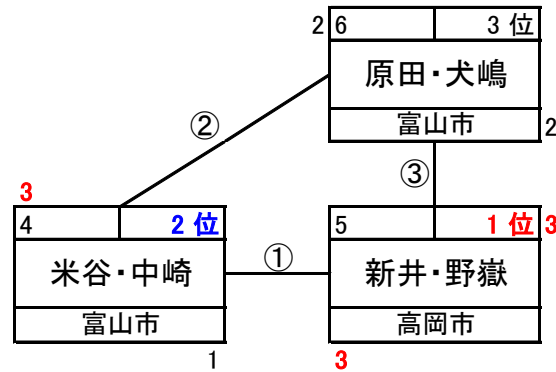 2 6 3 位
原田・犬嶋
富山市 2
②
③
3
4 2 位
米谷・中崎
富山市
1
①
5 1 位 3
新井・野嶽
高岡市
3